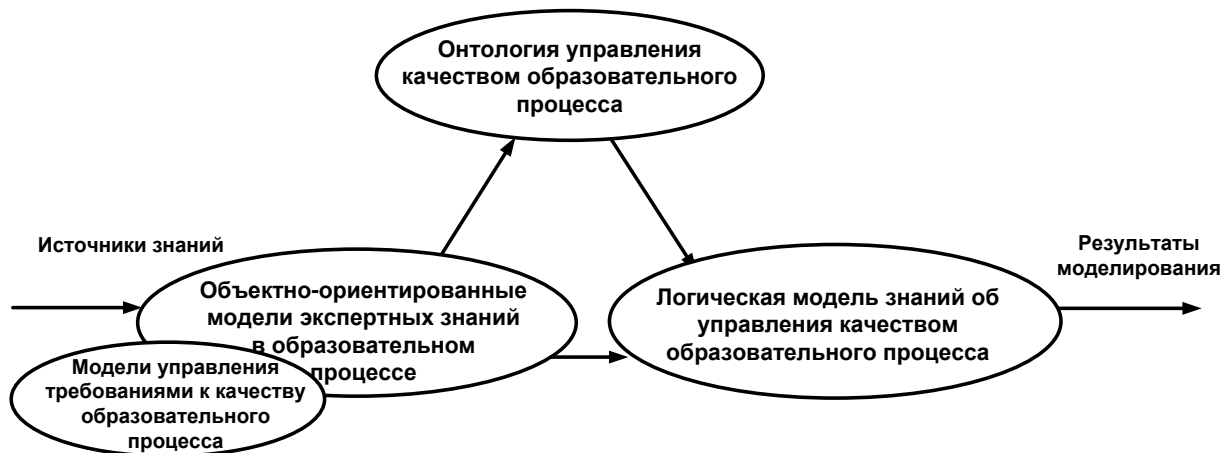 Онтология управления
качеством образовательного
процесса
Источники знаний
Объектно-ориентированные
модели экспертных знаний
в образовательном
процессе
Модели управления
требованиями к качеству
образовательного
процесса
Логическая модель знаний об
управления качеством
образовательного процесса
Результаты
моделирования